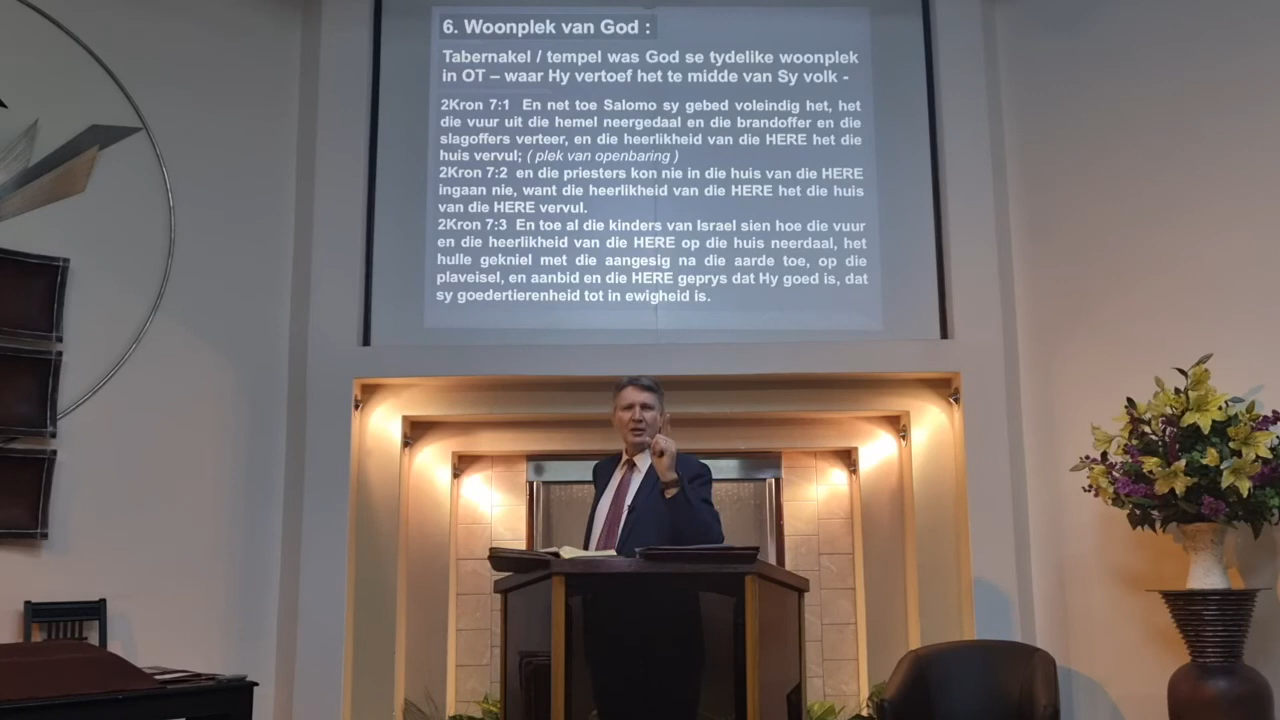 6. Woonplek van God :
Tabernakel / tempel was God se tydelike woonplek
in OT – waar Hy vertoef het te midde van Sy volk -
2Kron 7:1 En net toe Salomo sy gebed voleindig het, het
die vuur uit die hemel neergedaal en die brandoffer en die
slagoffers verteer, en die heerlikheid van die HERE het die
huis vervul; ( plek van openbaring )
2Kron 7:2 en die priesters kon nie in die huis van die HERE
ingaan nie, want die heerlikheid van die HERE het die huis
van die HERE vervul.
2Kron 7:3 En toe al die kinders van Israel sien hoe die vuur
en die heerlikheid van die HERE op die huis neerdaal, het
hulle gekniel met die aangesig na die aarde toe, op die
plaveisel, en aanbid en die HERE geprys dat Hy goed is, dat
sy goedertierenheid tot in ewigheid is.